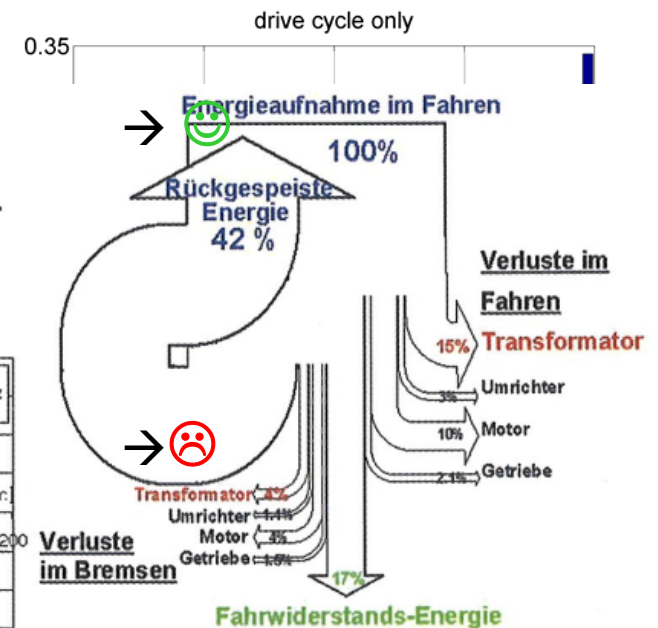 drive cycle only
0.35
Energieaufnahme im Fahren
100%
Rückgespeiste
Energie
42 %
Verluste im
Fahren
15% Transformator
3% Umrichter
10% Motor
2.1% Getriebe
Transformator 4%
Umrichter 1.4%
Motor 4%
Getriebe 1.5%
200
Verluste
im Bremsen
17%
Fahrwiderstands-Energie